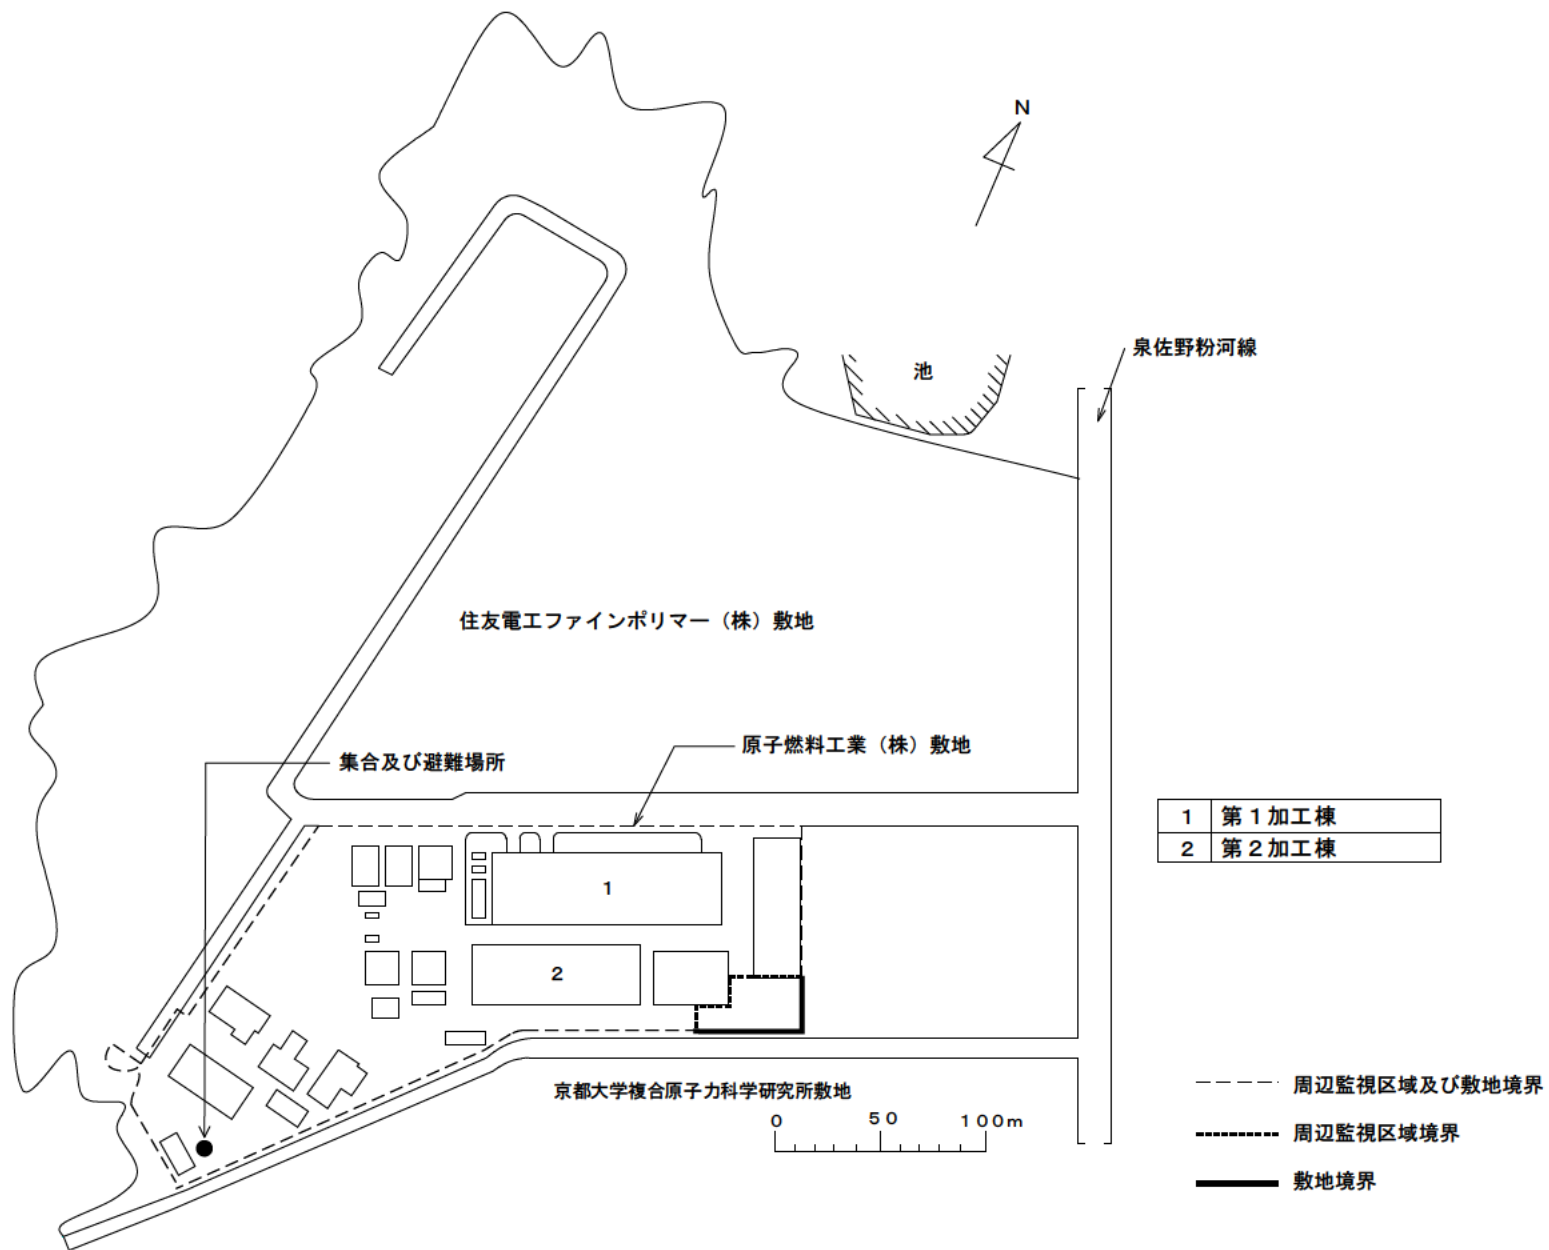 N
泉佐野粉河線
池
住友電工ファインポリマー（株）敷地
原子燃料工業（株）敷地
集合及び避難場所
1 第１加工棟
2 第２加工棟
1
2
京都大学複合原子力科学研究所敷地
0 50 100m
周辺監視区域及び敷地境界
周辺監視区域境界
敷地境界